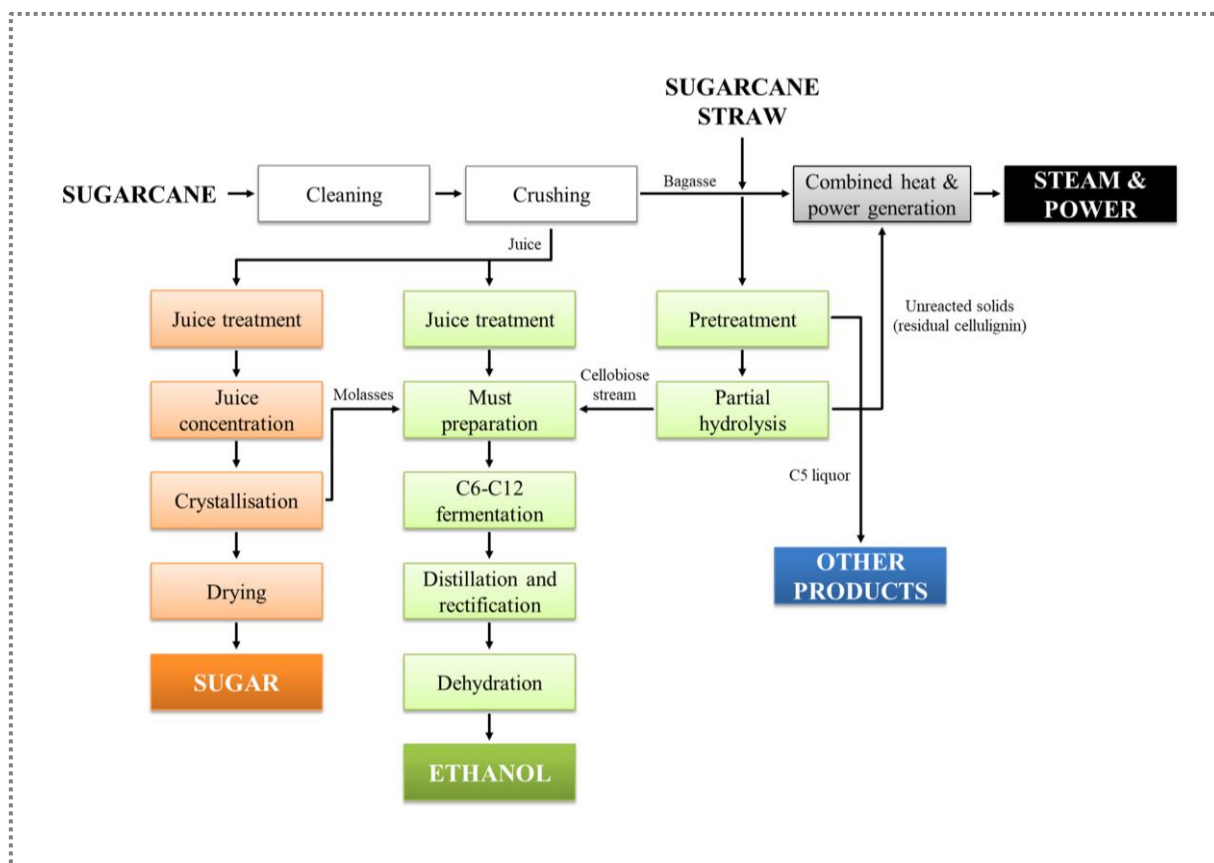 SUGARCANE
STRAW
SUGARCANE
Cleaning
Crushing
Bagasse
Combined heat &
power generation
STEAM &
POWER
Juice
Juice treatment
Juice treatment
Pretreatment
Unreacted solids
(residual cellulignin)
Juice
concentration
Molasses
Must
preparation
Cellobiose
stream
Partial
hydrolysis
Crystallisation
C6-C12
fermentation
C5 liquor
Drying
Distillation and
rectification
OTHER
PRODUCTS
SUGAR
Dehydration
ETHANOL